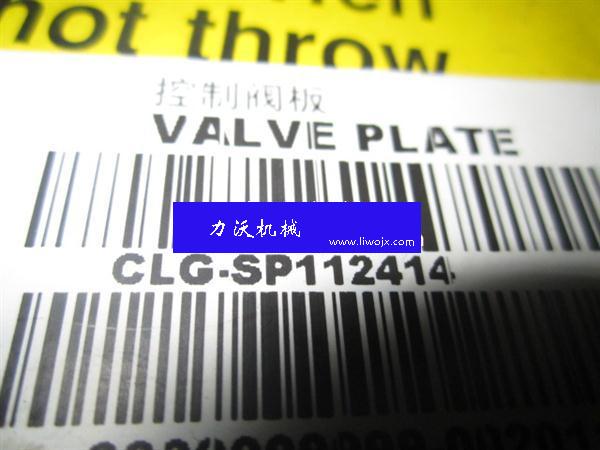 not throw
控制阀板
VALVE PLATE
力沃机械
www.liwojx.com
CLG-SP112414